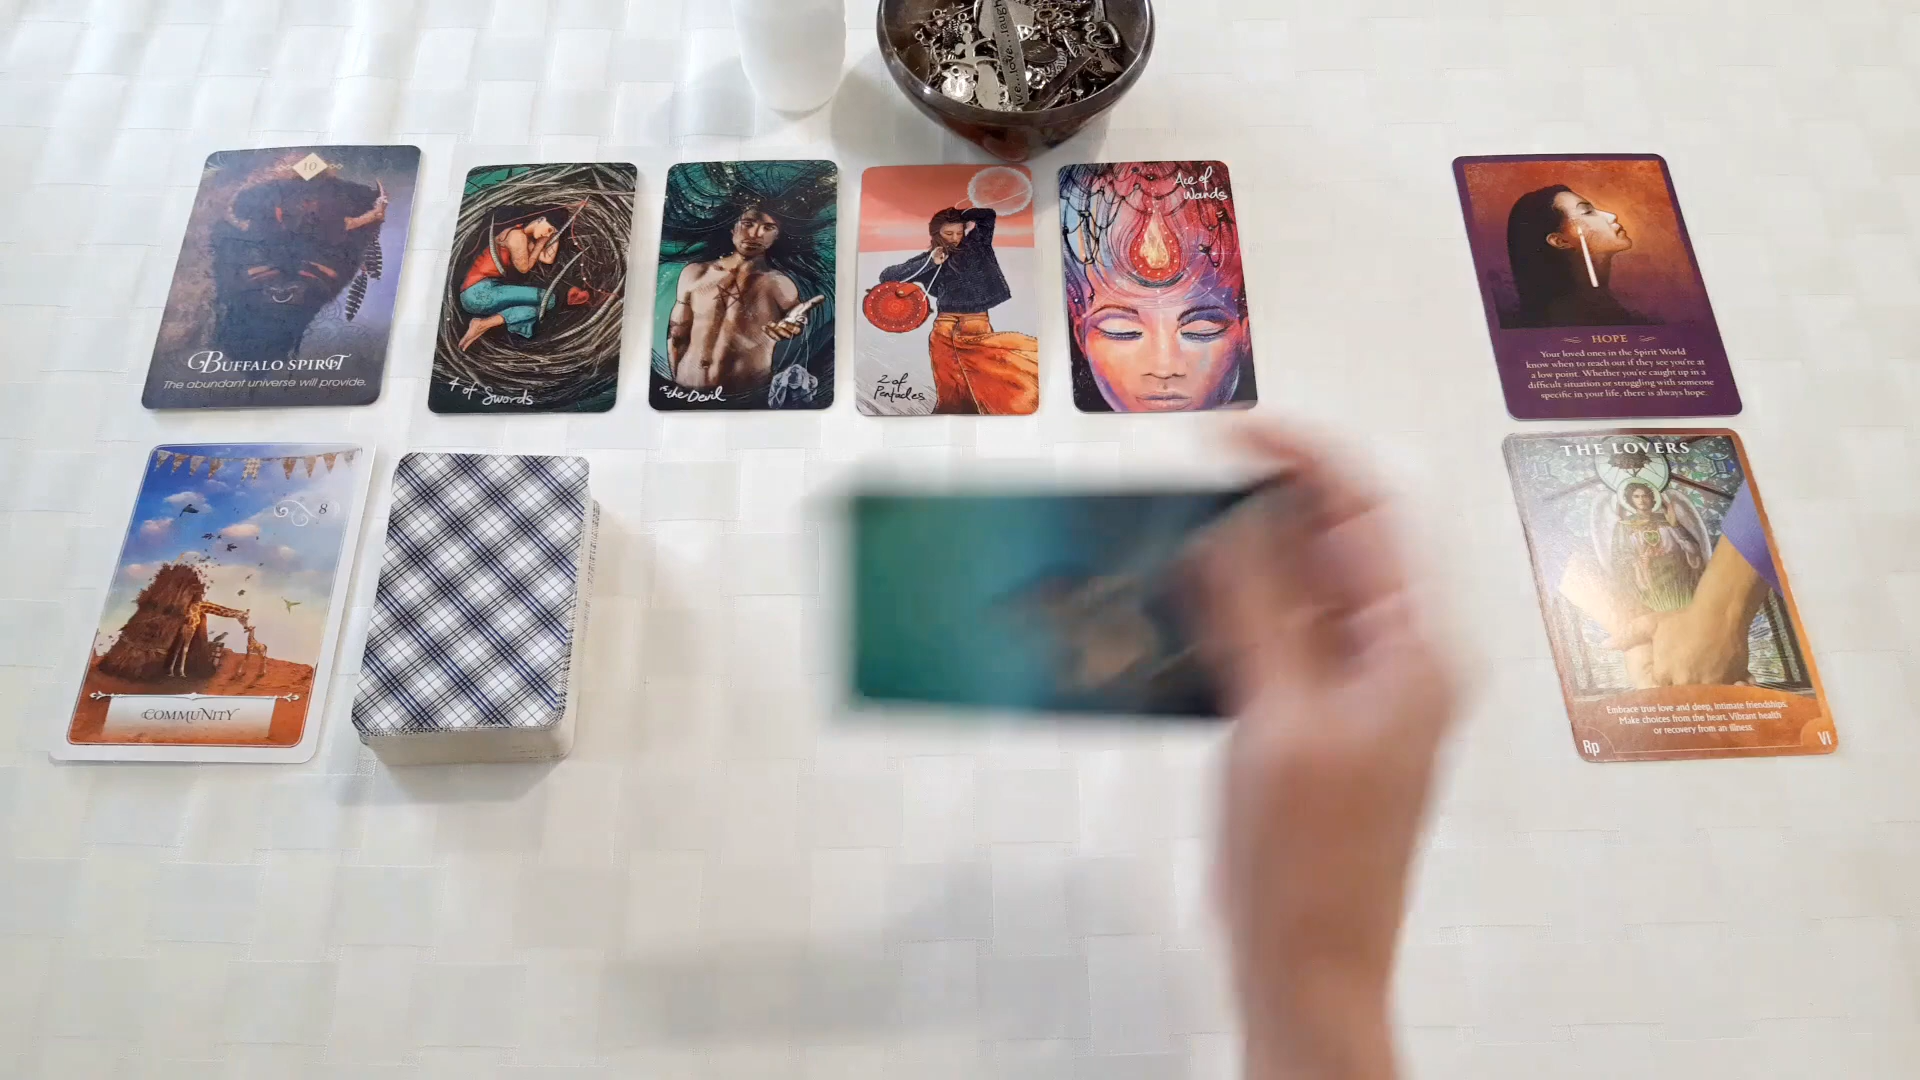 live...love...laugh
10
BUFFALO SPIRIT
The abundant universe will provide.
4 of Swords
the Devil
2 of
Pentacles
Ace of
Wands
HOPE
Your loved ones in the Spirit World
know when to reach out if they see you're at
a low point. Whether you're caught up in a
difficult situation or struggling with someone
specific in your life, there is always hope.
8
COMMUNITY
THE LOVERS
Embrace true love and deep, intimate friendships.
Make choices from the heart. Vibrant health
or recovery from an illness.
Rp
VI